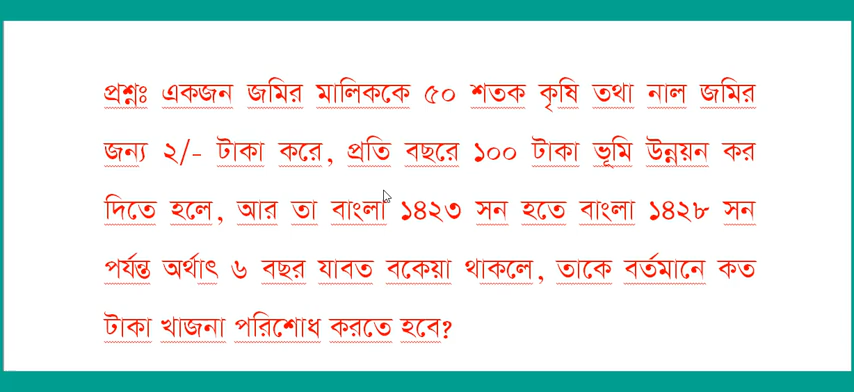 প্রশ্নঃ একজন জমির মালিককে ৫০ শতক কৃষি তথা নাল জমির
জন্য ২/- টাকা করে, প্রতি বছরে ১০০ টাকা ভূমি উন্নয়ন কর
দিতে হলে, আর তা বাংলা ১৪২৩ সন হতে বাংলা ১৪২৮ সন
পর্যন্ত অর্থাৎ ৬ বছর যাবত বকেয়া থাকলে, তাকে বর্তমানে কত
টাকা খাজনা পরিশোধ করতে হবে?